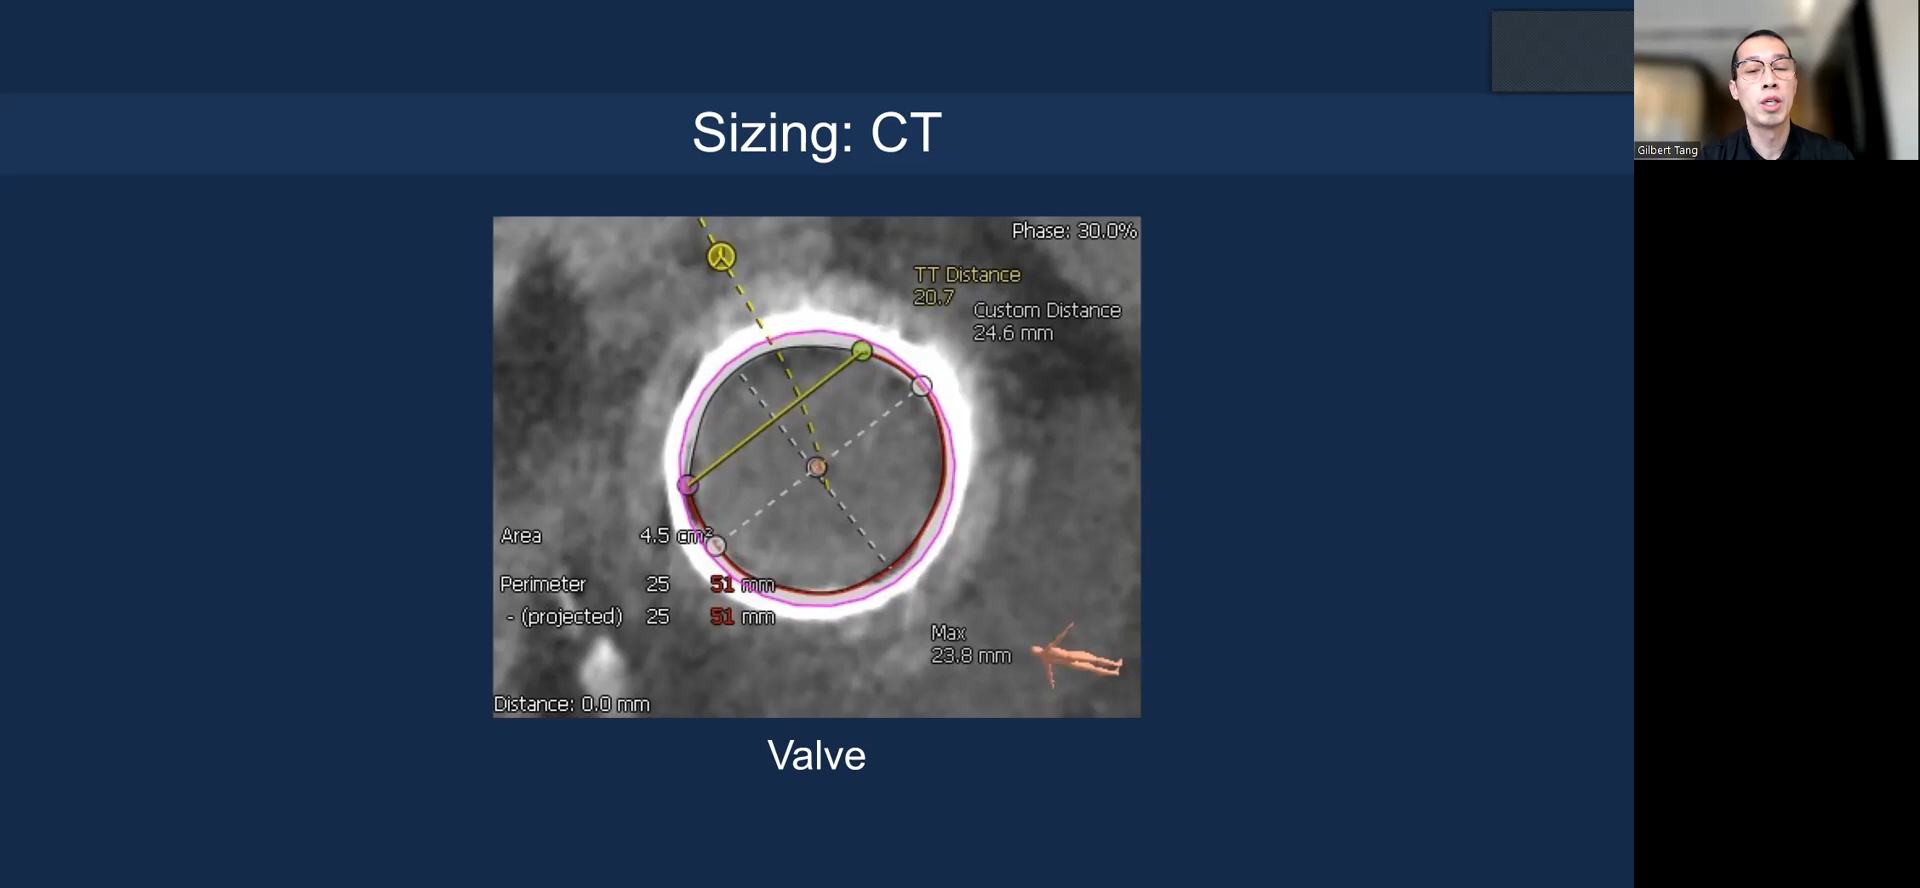 Sizing: CT
Gilbert Tang
Phase: 30.0%
TT Distance
20.7
Custom Distance
24.6 mm
Area 4.5 cm²
Perimeter 25 51 mm
- (projected) 25 51 mm
Max
23.8 mm
Distance: 0.0 mm
Valve